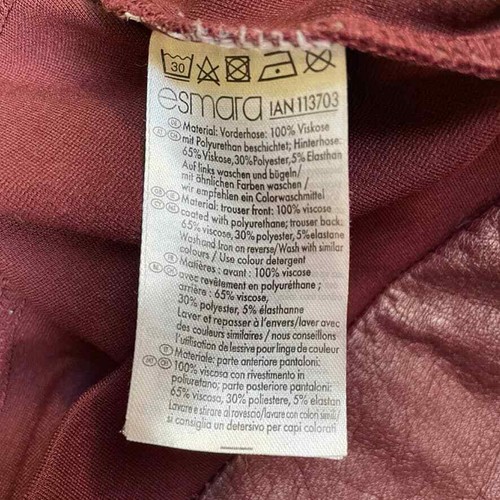 30
esmara IAN 113703
DE AT CH Material: Vorderhose: 100% Viskose
mit Polyurethan beschichtet; Hinterhose:
65% Viskose, 30% Polyester, 5% Elasthan
Auf links waschen und bügeln/
mit ähnlichen Farben waschen /
wir empfehlen ein Colorwaschmittel
Material: trouser front: 100% viscose
coated with polyurethane; trouser back:
65% viscose, 30% polyester, 5% elastane
Wash and Iron on reverse/Wash with similar
colours / Use colour detergent
Matières : avant : 100% viscose
avec revêtement en polyuréthane ;
arrière : 65% viscose,
30% polyester, 5% élasthanne
Laver et repasser à l'envers/laver avec
des couleurs similaires / nous conseillons
l'utilisation de lessive pour linge de couleur
Materiale: parte anteriore pantaloni:
100% viscosa con rivestimento in
poliuretano; parte posteriore pantaloni:
65% viscosa, 30% poliestere, 5% elastan
Lavare e stirare al rovescio/lavare con colori simili/
si consiglia un detersivo per capi colorati